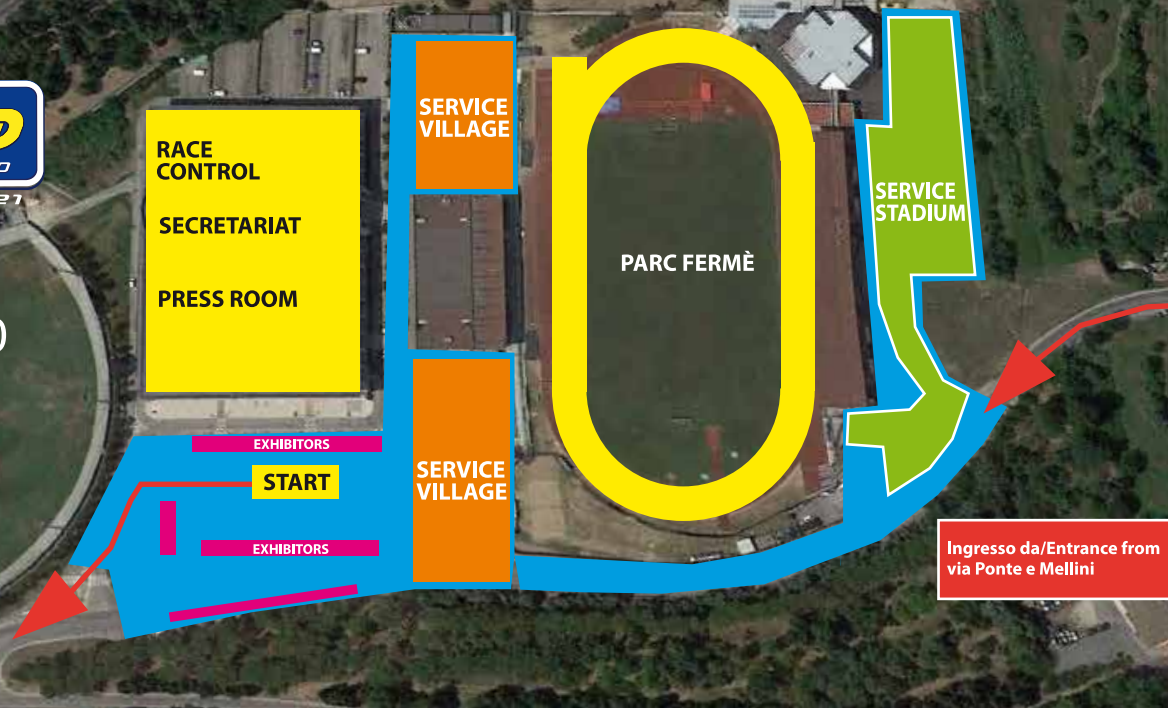 RACE
CONTROL
SECRETARIAT
PRESS ROOM
SERVICE
VILLAGE
PARC FERMÈ
SERVICE
STADIUM
EXHIBITORS
START
EXHIBITORS
SERVICE
VILLAGE
Ingresso da/Entrance from
via Ponte e Mellini